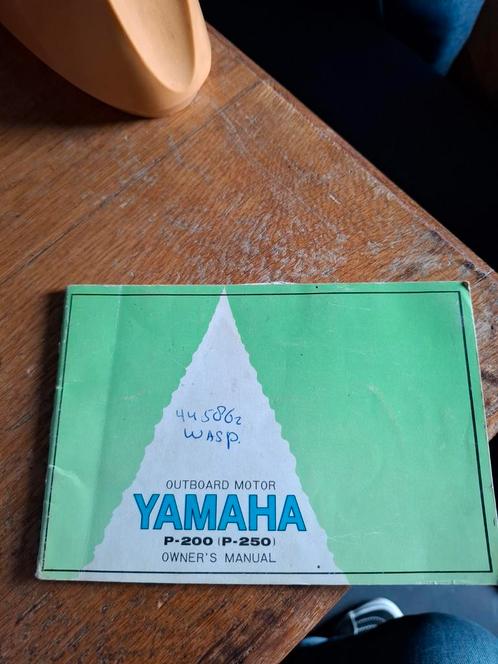 445862
WASP.
OUTBOARD MOTOR
YAMAHA
P-200 (P-250)
OWNER'S MANUAL